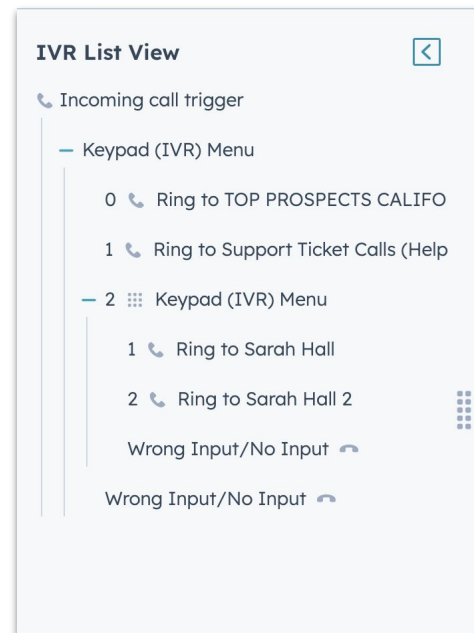 IVR List View
Incoming call trigger
Keypad (IVR) Menu
0 Ring to TOP PROSPECTS CALIFO
1 Ring to Support Ticket Calls (Help
2 Keypad (IVR) Menu
1 Ring to Sarah Hall
2 Ring to Sarah Hall 2
Wrong Input/No Input
Wrong Input/No Input